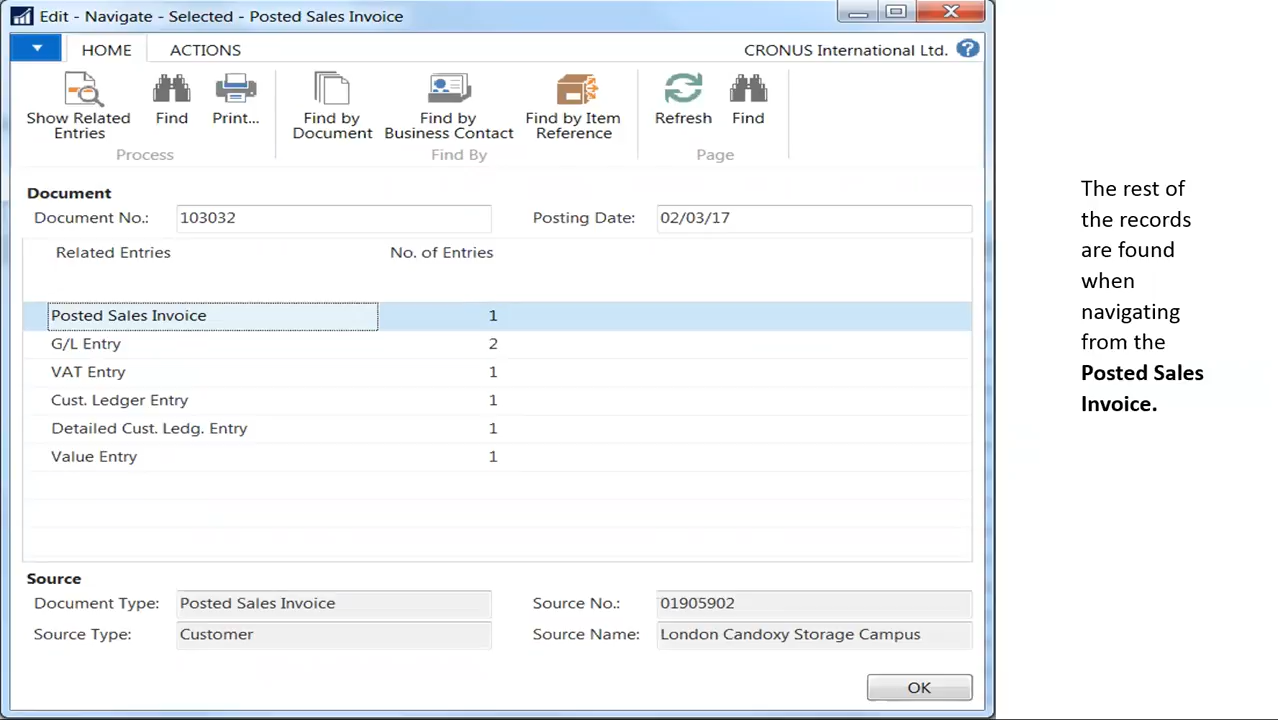 Edit - Navigate - Selected - Posted Sales Invoice
HOME ACTIONS CRONUS International Ltd. ?
Show Related Entries
Find
Print...
Process
Find by Document
Find by Business Contact
Find by Item Reference
Find By
Refresh
Find
Page
Document
Document No.: 103032 Posting Date: 02/03/17
Related Entries No. of Entries
Posted Sales Invoice 1
G/L Entry 2
VAT Entry 1
Cust. Ledger Entry 1
Detailed Cust. Ledg. Entry 1
Value Entry 1
Source
Document Type: Posted Sales Invoice Source No.: 01905902
Source Type: Customer Source Name: London Candoxy Storage Campus
OK
The rest of
the records
are found
when
navigating
from the
Posted Sales
Invoice.